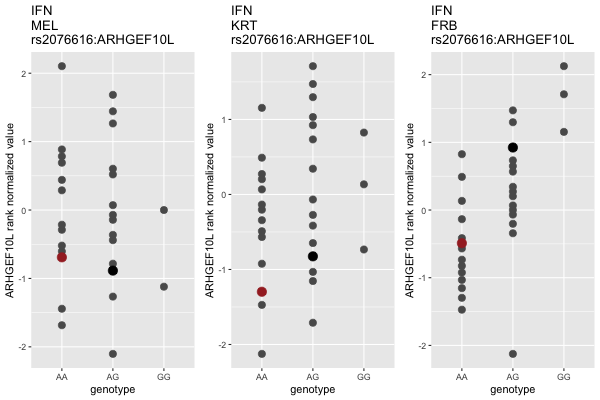 IFN
MEL
rs2076616:ARHGEF10L
ARHGEF10L rank normalized value
2
1
0
-1
-2
AA
AG
GG
genotype
IFN
KRT
rs2076616:ARHGEF10L
ARHGEF10L rank normalized value
1
0
-1
-2
AA
AG
GG
genotype
IFN
FRB
rs2076616:ARHGEF10L
ARHGEF10L rank normalized value
2
1
0
-1
-2
AA
AG
GG
genotype